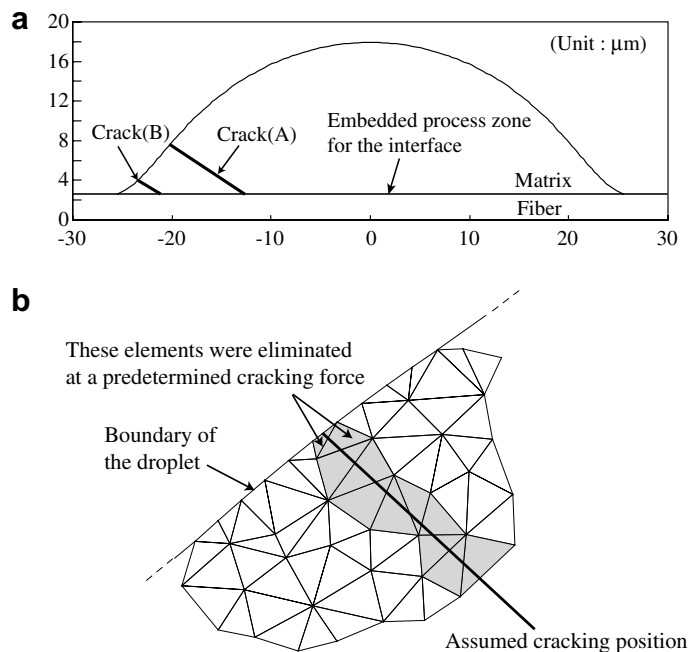 a
20
(Unit : μm)
16
Embedded process zone
for the interface
12
Crack(B)
Crack(A)
8
4
Matrix
0
Fiber
-30
-20
-10
0
10
20
30
b
These elements were eliminated
at a predetermined cracking force
Boundary of
the droplet
Assumed cracking position